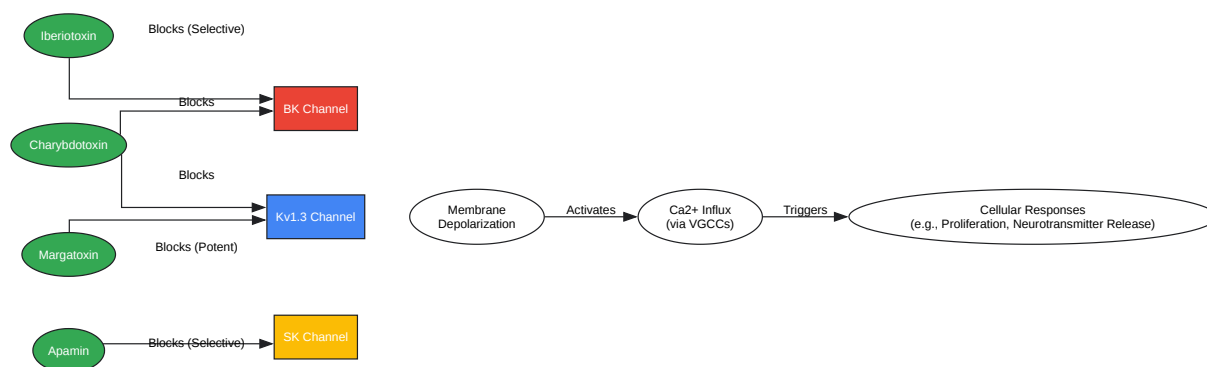 Iberiotoxin
Blocks (Selective)
Blocks
BK Channel
Charybdotoxin
Blocks
Kv1.3 Channel
Margatoxin
Blocks (Potent)
Apamin
Blocks (Selective)
SK Channel
Membrane
Depolarization
Activates
Ca2+ Influx
(via VGCCs)
Triggers
Cellular Responses
(e.g., Proliferation, Neurotransmitter Release)